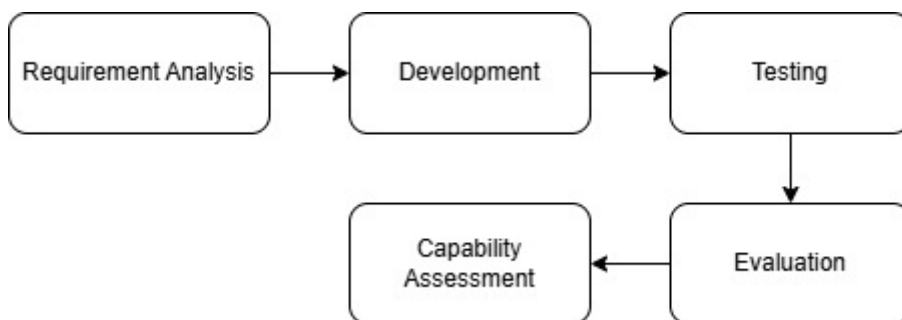 Requirement Analysis
Development
Testing
Capability
Assessment
Evaluation